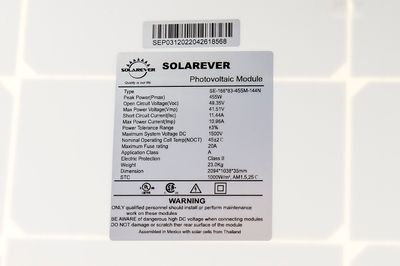 SEP0312022042618568
SOLAREVER
Quality is our life
SOLAREVER
Photovoltaic Module
Type SE-166*83-455M-144N
Peak Power(Pmax) 455W
Open Circuit Voltage(Voc) 49.35V
Max Power Voltage(Vmp) 41.51V
Short Circuit Current(Isc) 11.44A
Max Power Current(Imp) 10.96A
Power Tolerance Range ±3%
Maximum System Voltage DC 1500V
Nominal Operating Cell Temp(NOCT) 45±2℃
Maximum Fuse rating 20A
Application Class A
Electric Protection Class II
Weight 23.0Kg
Dimension 2094*1038*35mm
STC 1000W/m², AM1.5,25℃
WARNING
ONLY qualified personnel should install or perform maintenance
work on these modules
BE AWARE of dangerous high DC voltage when connecting modules
DO NOT damage or scratch ther rear surface of the module
Assembled in Mexico with solar cells from Thailand